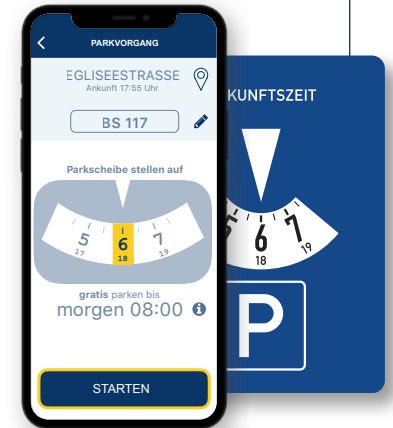 PARKVORGANG
EGLISEESTRASSE
Ankunft 17:55 Uhr
BS 117
Parkscheibe stellen auf
5 6 7
17 18 19
gratis parken bis
morgen 08:00
STARTEN
KUNFTSZEIT
6 7
18 19
P